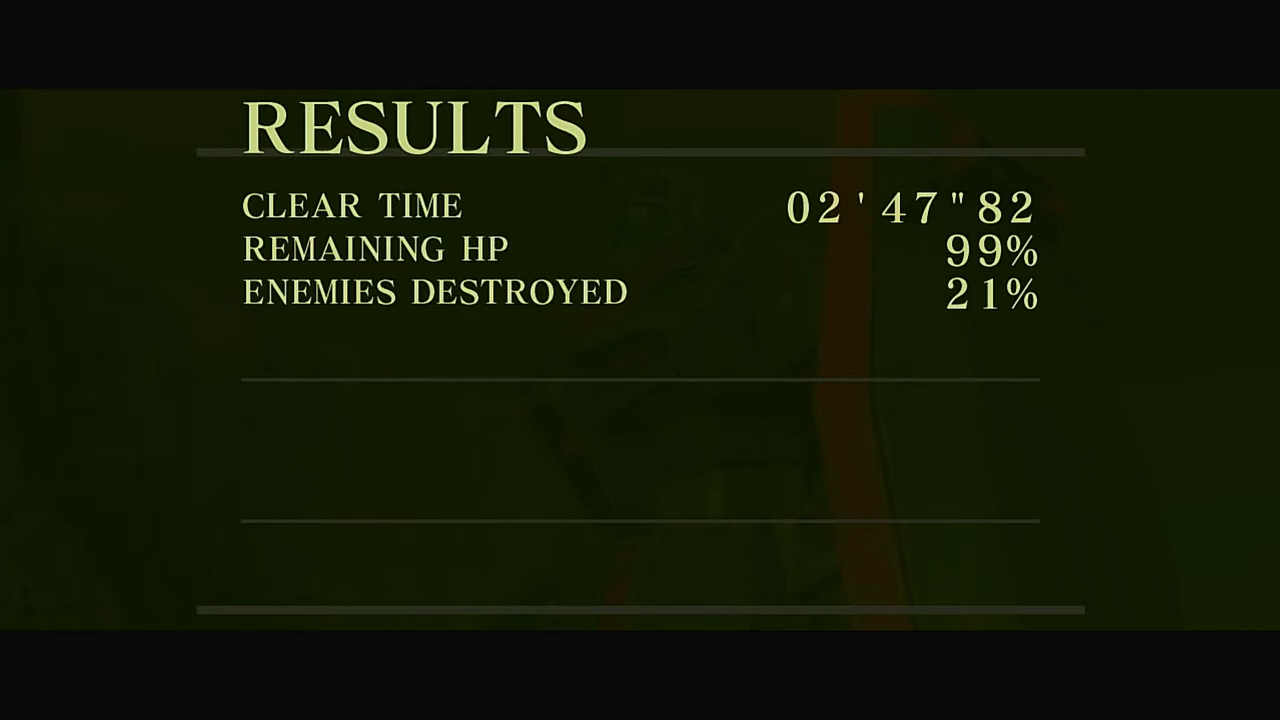 RESULTS
CLEAR TIME 02'47"82
REMAINING HP 99%
ENEMIES DESTROYED 21%